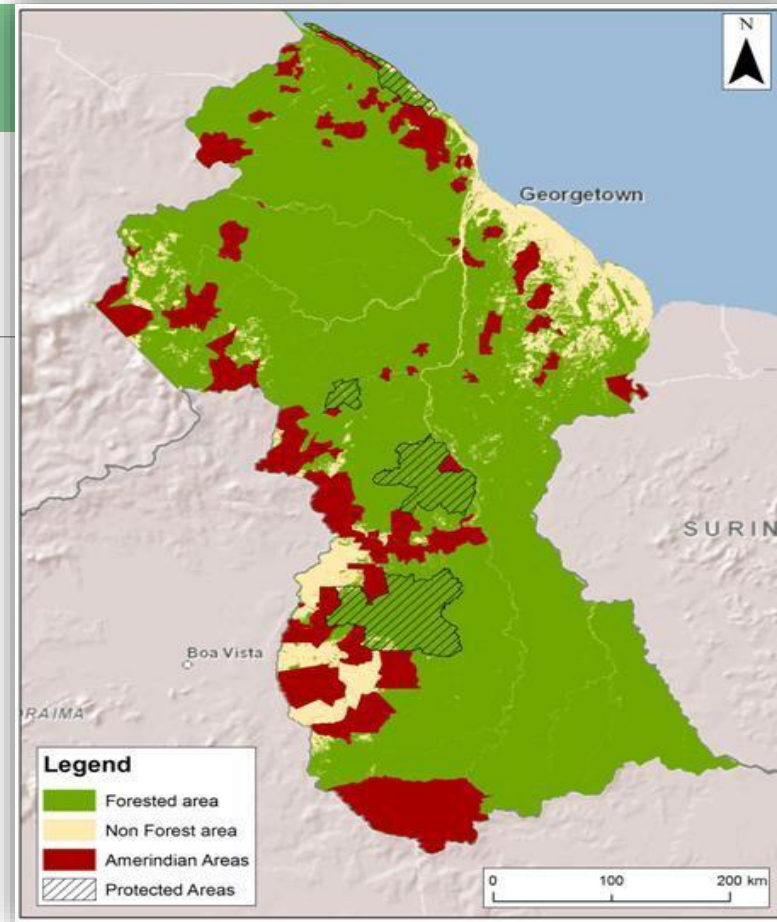 N
Georgetown
SURIN
Boa Vista
ORAIMA
Legend
Forested area
Non Forest area
Amerindian Areas
Protected Areas
0 100 200 km